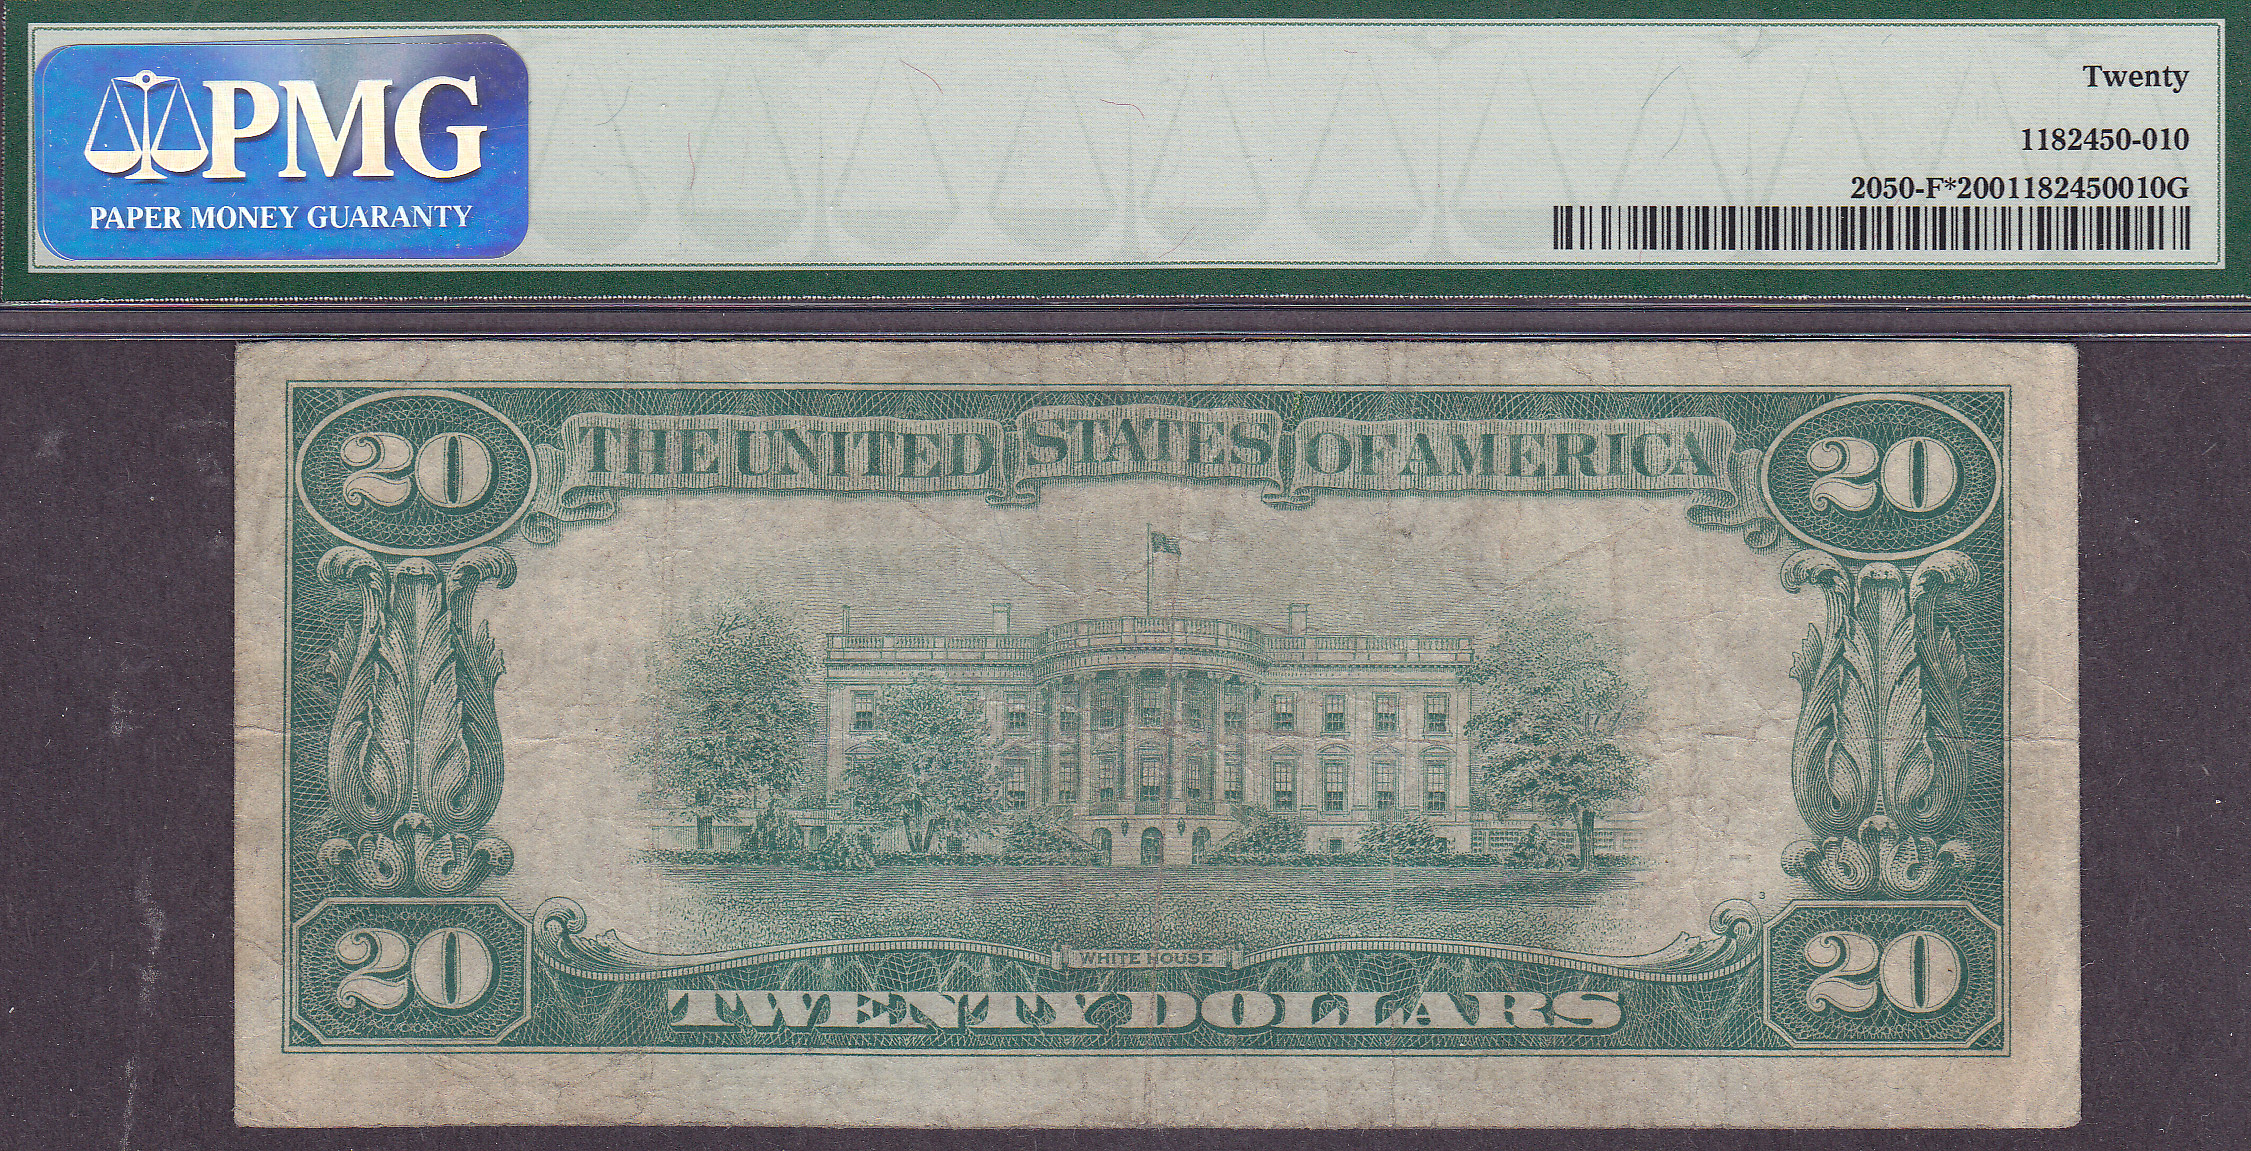 PMG
PAPER MONEY GUARANTY
Twenty
1182450-010
2050-F*2001182450010G
20
THE UNITED STATES OF AMERICA
20
3
20
WHITE HOUSE
20
TWENTY DOLLARS